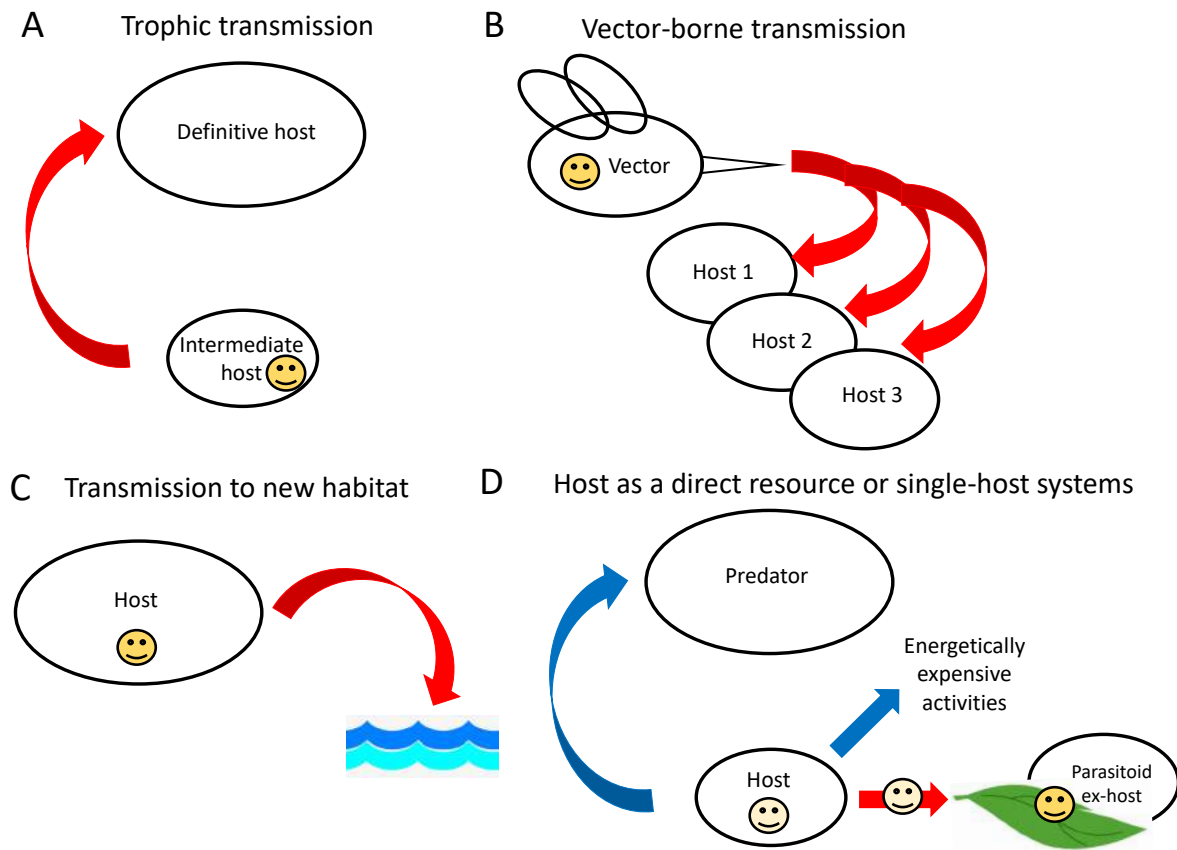 A
Trophic transmission
Definitive host
Intermediate
host
B
Vector-borne transmission
Vector
Host 1
Host 2
Host 3
C
Transmission to new habitat
Host
D
Host as a direct resource or single-host systems
Predator
Energetically
expensive
activities
Host
Parasitoid
ex-host